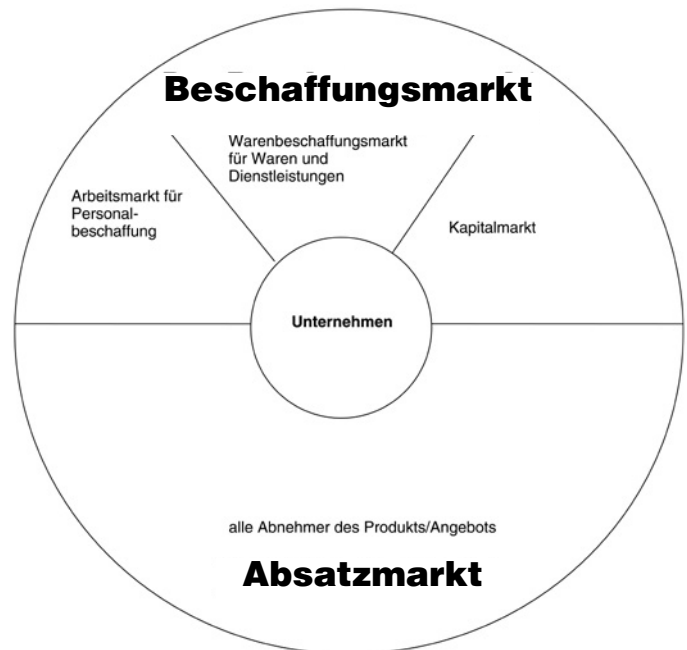 Beschaffungsmarkt
Warenbeschaffungsmarkt
für Waren und
Dienstleistungen
Arbeitsmarkt für
Personal-
beschaffung
Kapitalmarkt
Unternehmen
alle Abnehmer des Produkts/Angebots
Absatzmarkt